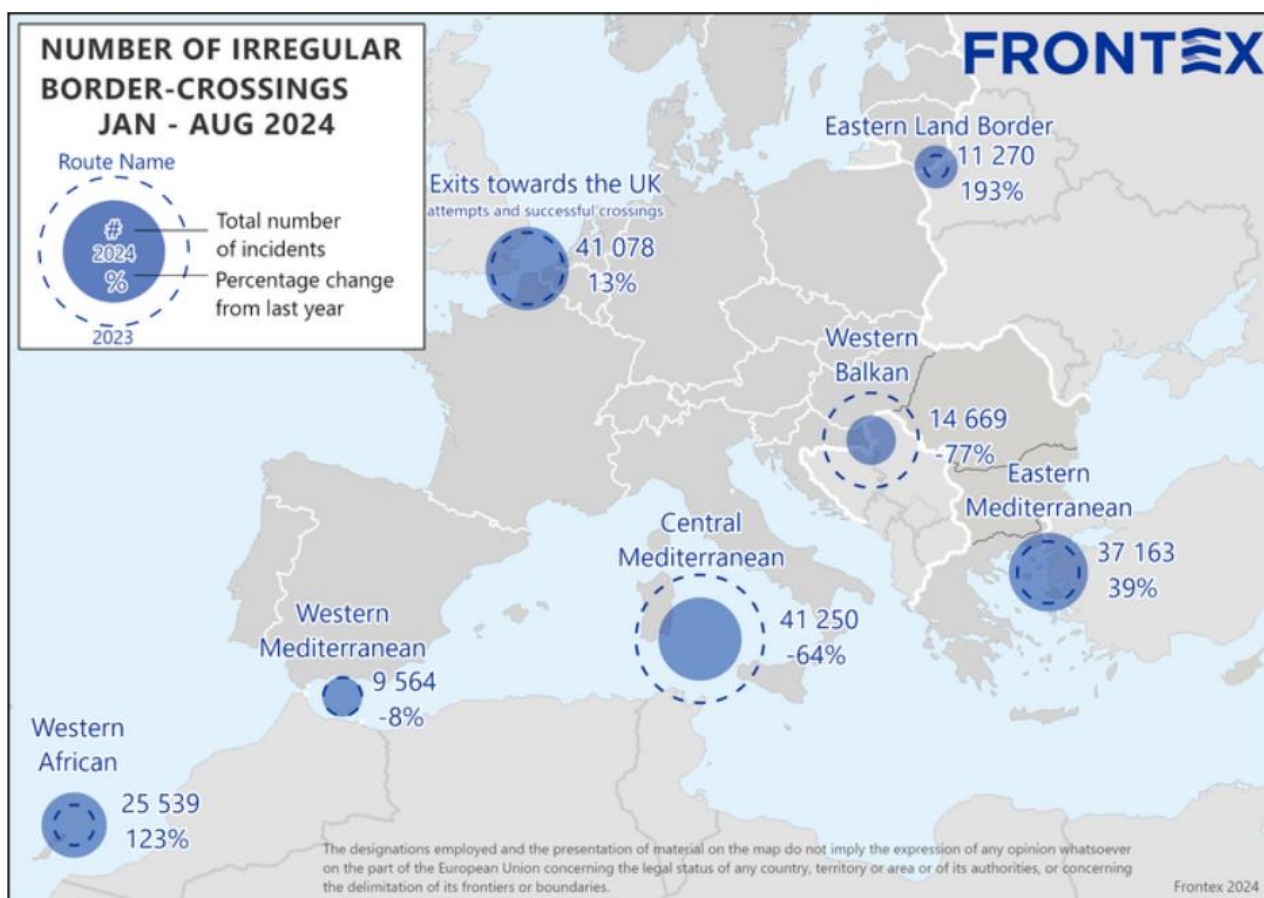 NUMBER OF IRREGULAR
BORDER-CROSSINGS
JAN - AUG 2024
Route Name
#
2024
%
Total number
of incidents
Percentage change
from last year
2023
FRONTEX
Eastern Land Border
11 270
193%
Exits towards the UK
attempts and successful crossings
41 078
13%
Western
Balkan
14 669
-77%
Eastern
Mediterranean
37 163
39%
Central
Mediterranean
41 250
-64%
Western
Mediterranean
9 564
-8%
Western
African
25 539
123%
The designations employed and the presentation of material on the map do not imply the expression of any opinion whatsoever
on the part of the European Union concerning the legal status of any country, territory or area or of its authorities, or concerning
the delimitation of its frontiers or boundaries.
Frontex 2024